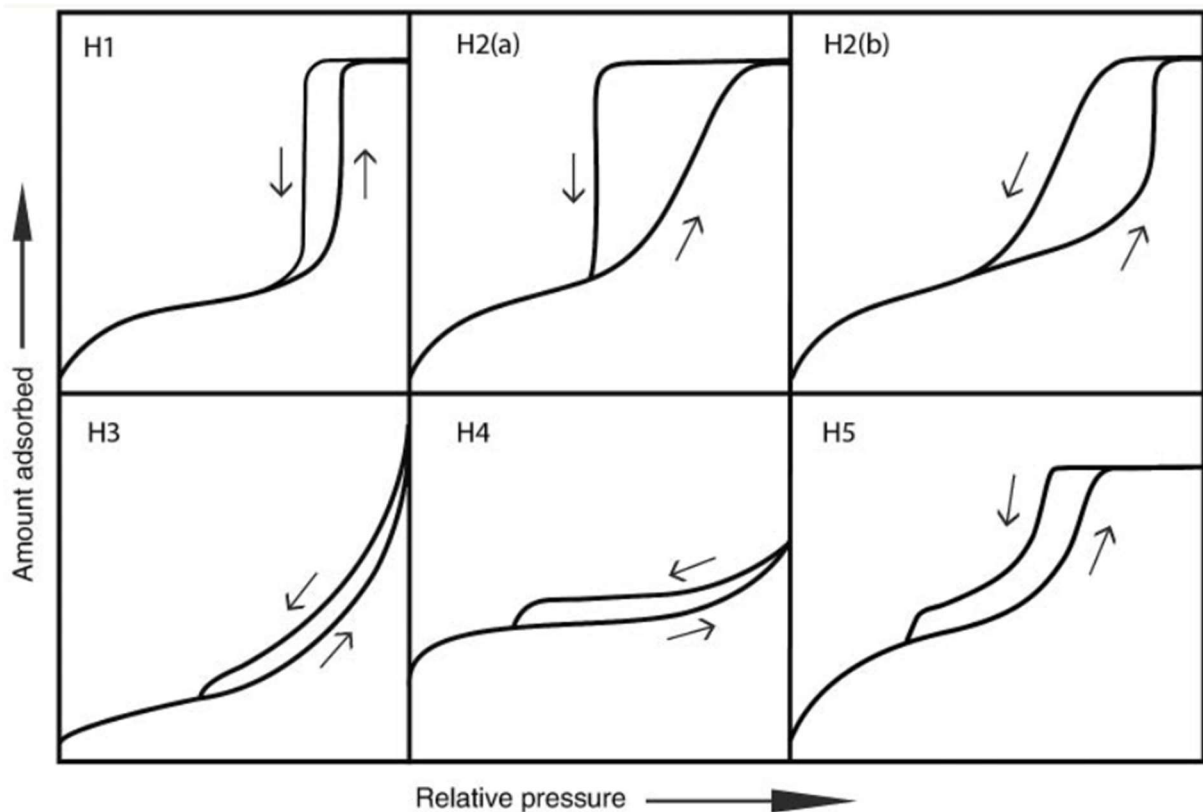 H1
H2(a)
H2(b)
H3
H4
H5
Amount adsorbed
Relative pressure